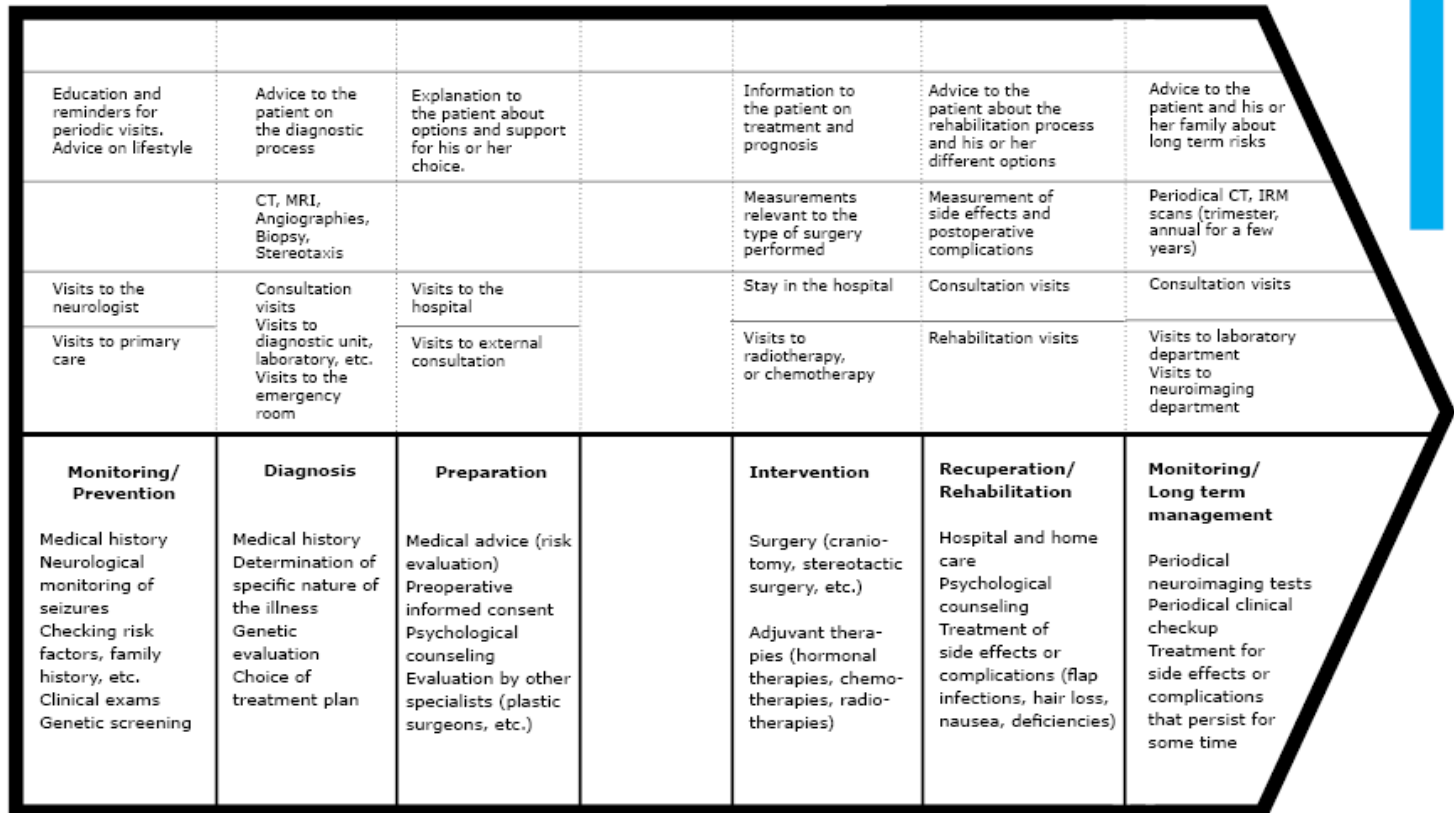 Education and
reminders for
periodic visits.
Advice on lifestyle
Advice to the
patient on
the diagnostic
process
Explanation to
the patient about
options and support
for his or her
choice.
Information to
the patient on
treatment and
prognosis
Advice to the
patient about the
rehabilitation process
and his or her
different options
Advice to the
patient and his or
her family about
long term risks
CT, MRI,
Angiographies,
Biopsy,
Stereotaxis
Measurements
relevant to the
type of surgery
performed
Measurement of
side effects and
postoperative
complications
Periodical CT, IRM
scans (trimester,
annual for a few
years)
Visits to the
neurologist
Visits to primary
care
Consultation
visits
Visits to
diagnostic unit,
laboratory, etc.
Visits to the
emergency
room
Visits to the
hospital
Visits to external
consultation
Stay in the hospital
Visits to
radiotherapy,
or chemotherapy
Consultation visits
Rehabilitation visits
Consultation visits
Visits to laboratory
department
Visits to
neuroimaging
department
Monitoring/
Prevention
Medical history
Neurological
monitoring of
seizures
Checking risk
factors, family
history, etc.
Clinical exams
Genetic screening
Diagnosis
Medical history
Determination of
specific nature of
the illness
Genetic
evaluation
Choice of
treatment plan
Preparation
Medical advice (risk
evaluation)
Preoperative
informed consent
Psychological
counseling
Evaluation by other
specialists (plastic
surgeons, etc.)
Intervention
Surgery (cranio-
tomy, stereotactic
surgery, etc.)
Adjuvant thera-
pies (hormonal
therapies, chemo-
therapies, radio-
therapies)
Recuperation/
Rehabilitation
Hospital and home
care
Psychological
counseling
Treatment of
side effects or
complications (flap
infections, hair loss,
nausea, deficiencies)
Monitoring/
Long term
management
Periodical
neuroimaging tests
Periodical clinical
checkup
Treatment for
side effects or
complications
that persist for
some time